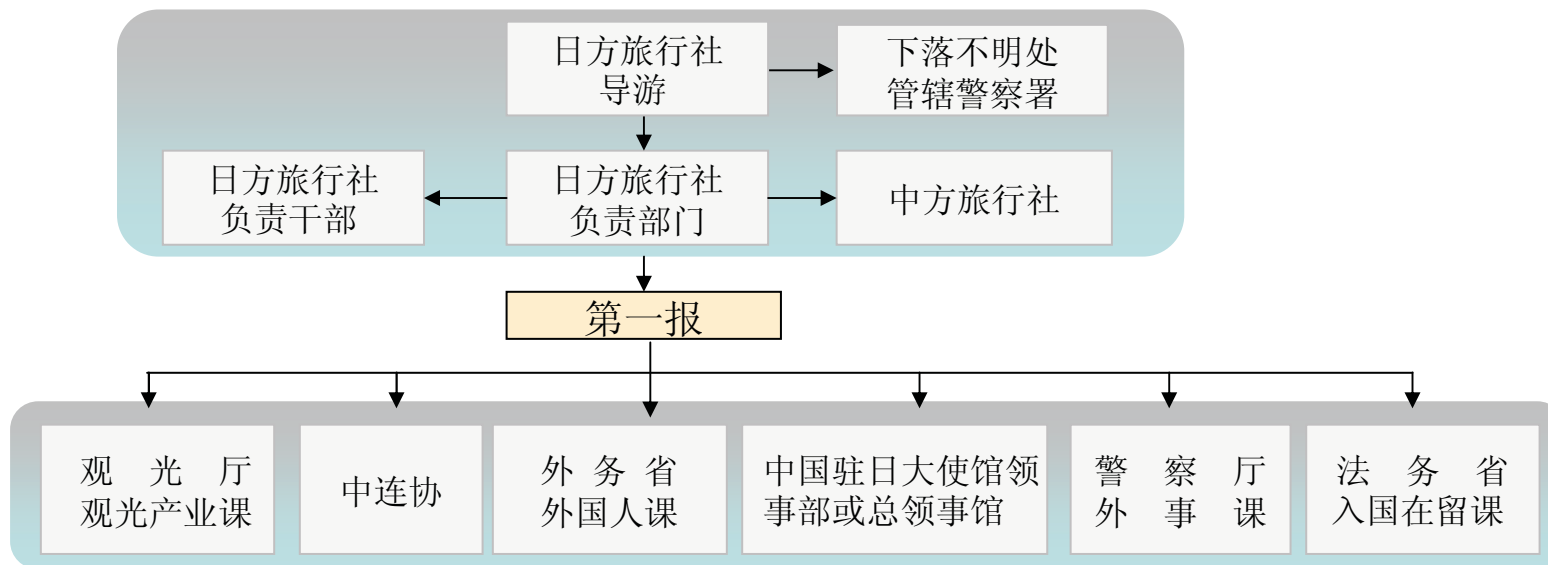 日方旅行社
导游
下落不明处
管辖警察署
日方旅行社
负责干部
日方旅行社
负责部门
中方旅行社
第一报
观 光 厅
观光产业课
中连协
外 务 省
外国人课
中国驻日大使馆领
事部或总领事馆
警 察 厅
外 事 课
法 务 省
入国在留课